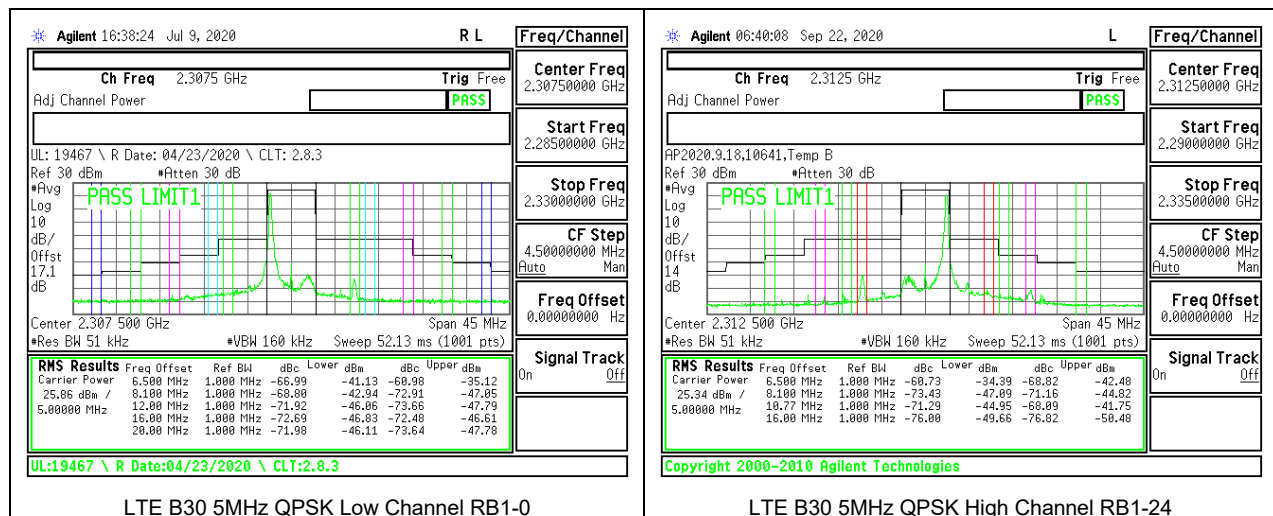 Agilent 16:38:24 Jul 9, 2020 R L
Freq/Channel
Ch Freq 2.3075 GHz Trig Free
Adj Channel Power PASS
Center Freq
2.30750000 GHz
Start Freq
2.28500000 GHz
UL: 19467 \ R Date: 04/23/2020 \ CLT: 2.8.3
Ref 30 dBm #Atten 30 dB
#Avg
Log
10
dB/
Offst
17.1
dB
PASS LIMIT1
Stop Freq
2.33000000 GHz
CF Step
4.50000000 MHz
Auto Man
Freq Offset
0.00000000 Hz
Center 2.307 500 GHz Span 45 MHz
#Res BW 51 kHz #VBW 160 kHz Sweep 52.13 ms (1001 pts)
Signal Track
On Off
RMS Results Freq Offset Ref BW dBc Lower dBm dBc Upper dBm
Carrier Power 6.500 MHz 1.000 MHz -66.99 -41.13 -60.98 -35.12
25.86 dBm / 8.100 MHz 1.000 MHz -68.80 -42.94 -72.91 -47.05
5.00000 MHz 12.00 MHz 1.000 MHz -71.92 -46.06 -73.66 -47.79
16.00 MHz 1.000 MHz -72.69 -46.83 -72.48 -46.61
20.00 MHz 1.000 MHz -71.98 -46.11 -73.64 -47.78
UL:19467 \ R Date:04/23/2020 \ CLT:2.8.3
LTE B30 5MHz QPSK Low Channel RB1-0
Agilent 06:40:08 Sep 22, 2020 L
Freq/Channel
Ch Freq 2.3125 GHz Trig Free
Adj Channel Power PASS
Center Freq
2.31250000 GHz
Start Freq
2.29000000 GHz
AP2020.9.18,10641,Temp B
Ref 30 dBm #Atten 30 dB
#Avg
Log
10
dB/
Offst
14
dB
PASS LIMIT1
Stop Freq
2.33500000 GHz
CF Step
4.50000000 MHz
Auto Man
Freq Offset
0.00000000 Hz
Center 2.312 500 GHz Span 45 MHz
#Res BW 51 kHz #VBW 160 kHz Sweep 52.13 ms (1001 pts)
Signal Track
On Off
RMS Results Freq Offset Ref BW dBc Lower dBm dBc Upper dBm
Carrier Power 6.500 MHz 1.000 MHz -60.73 -34.39 -68.82 -42.48
25.34 dBm / 8.100 MHz 1.000 MHz -73.43 -47.09 -71.16 -44.82
5.00000 MHz 10.77 MHz 1.000 MHz -71.29 -44.95 -68.09 -41.75
16.00 MHz 1.000 MHz -76.00 -49.66 -76.82 -50.48
Copyright 2000-2010 Agilent Technologies
LTE B30 5MHz QPSK High Channel RB1-24